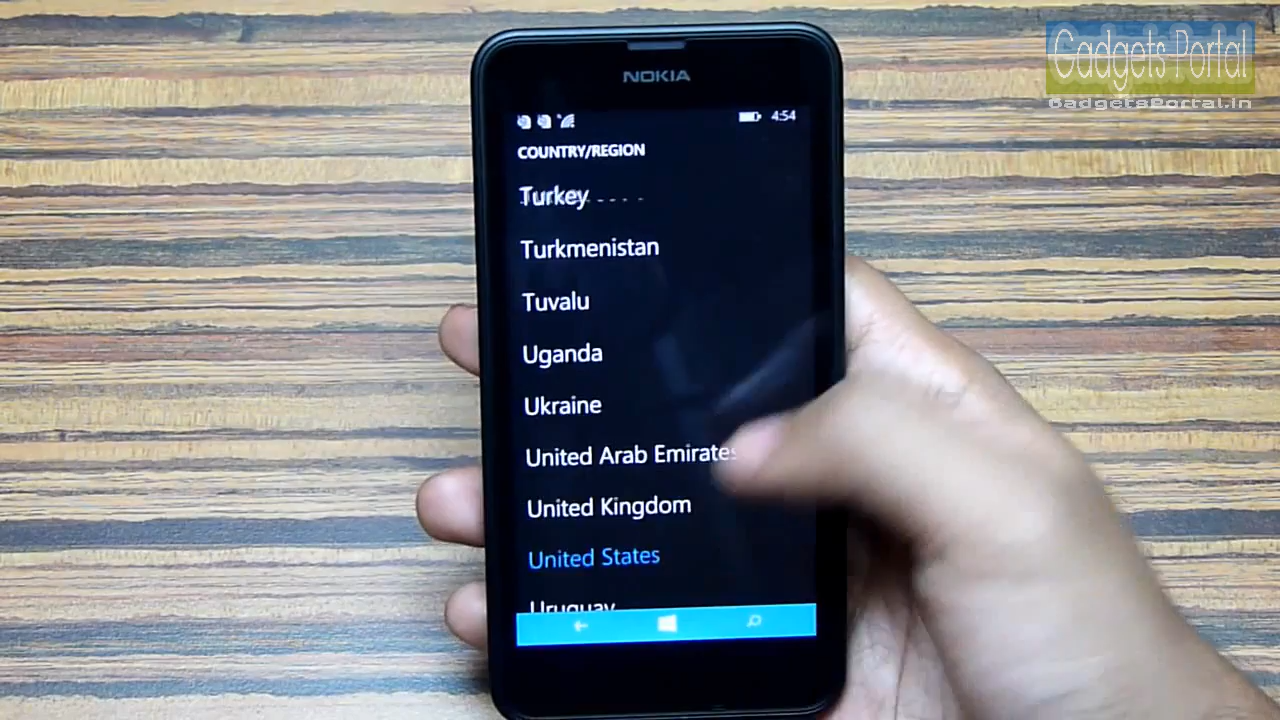 Gadgets Portal
GadgetsPortal.in
NOKIA
4:54
COUNTRY/REGION
Turkey
Turkmenistan
Tuvalu
Uganda
Ukraine
United Arab Emirates
United Kingdom
United States
Uruguay